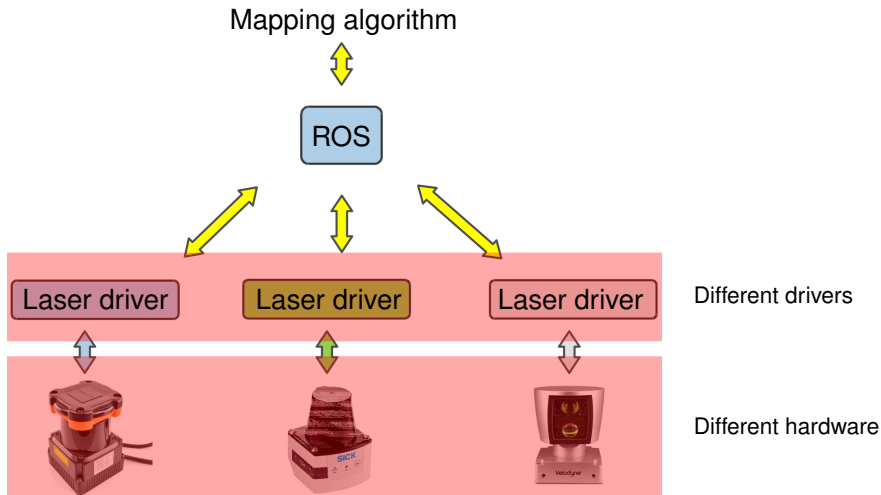 Mapping algorithm
ROS
Laser driver
Laser driver
Laser driver
Different drivers
SICK
Velodyne
Different hardware